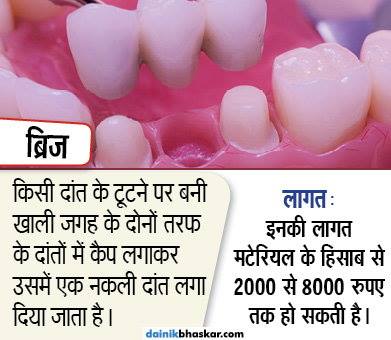 ब्रिज
किसी दांत के टूटने पर बनी
खाली जगह के दोनों तरफ
के दांतों में कैप लगाकर
उसमें एक नकली दांत लगा
दिया जाता है।
लागत :
इनकी लागत
मटेरियल के हिसाब से
2000 से 8000 रुपए
तक हो सकती है।
dainikbhaskar.com